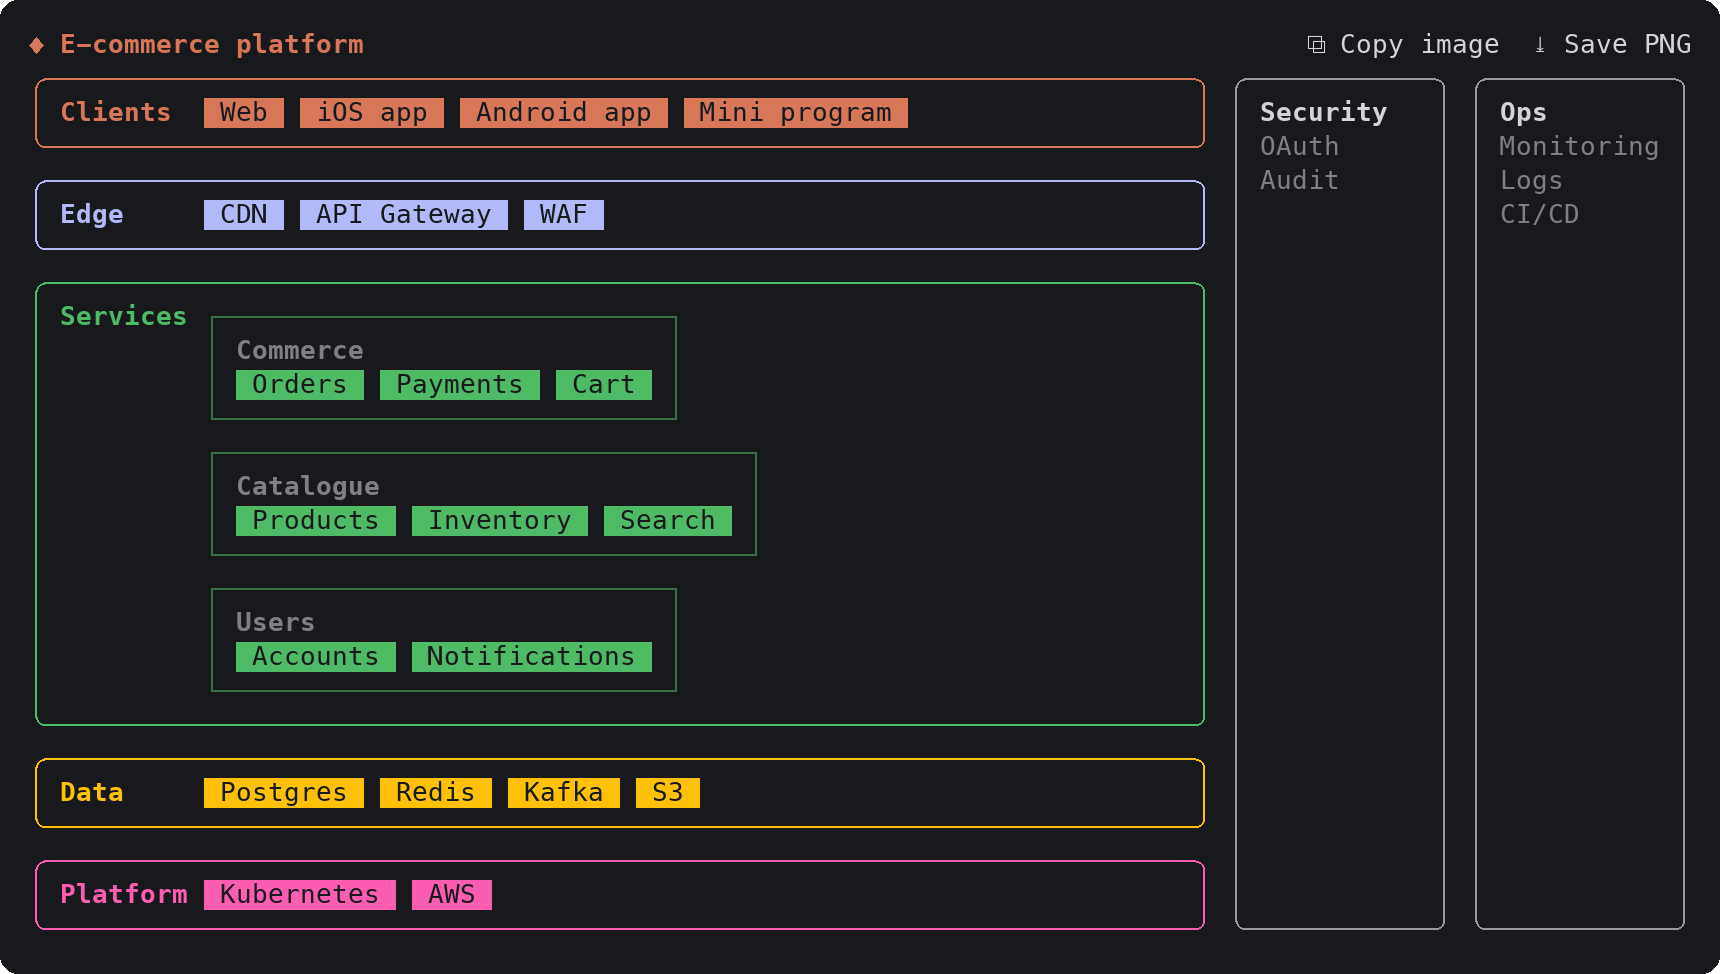 ♦ E-commerce platform
⧉ Copy image ⤓ Save PNG
Clients Web iOS app Android app Mini program
Edge CDN API Gateway WAF
Services
Commerce
Orders Payments Cart
Catalogue
Products Inventory Search
Users
Accounts Notifications
Data Postgres Redis Kafka S3
Platform Kubernetes AWS
Security
OAuth
Audit
Ops
Monitoring
Logs
CI/CD